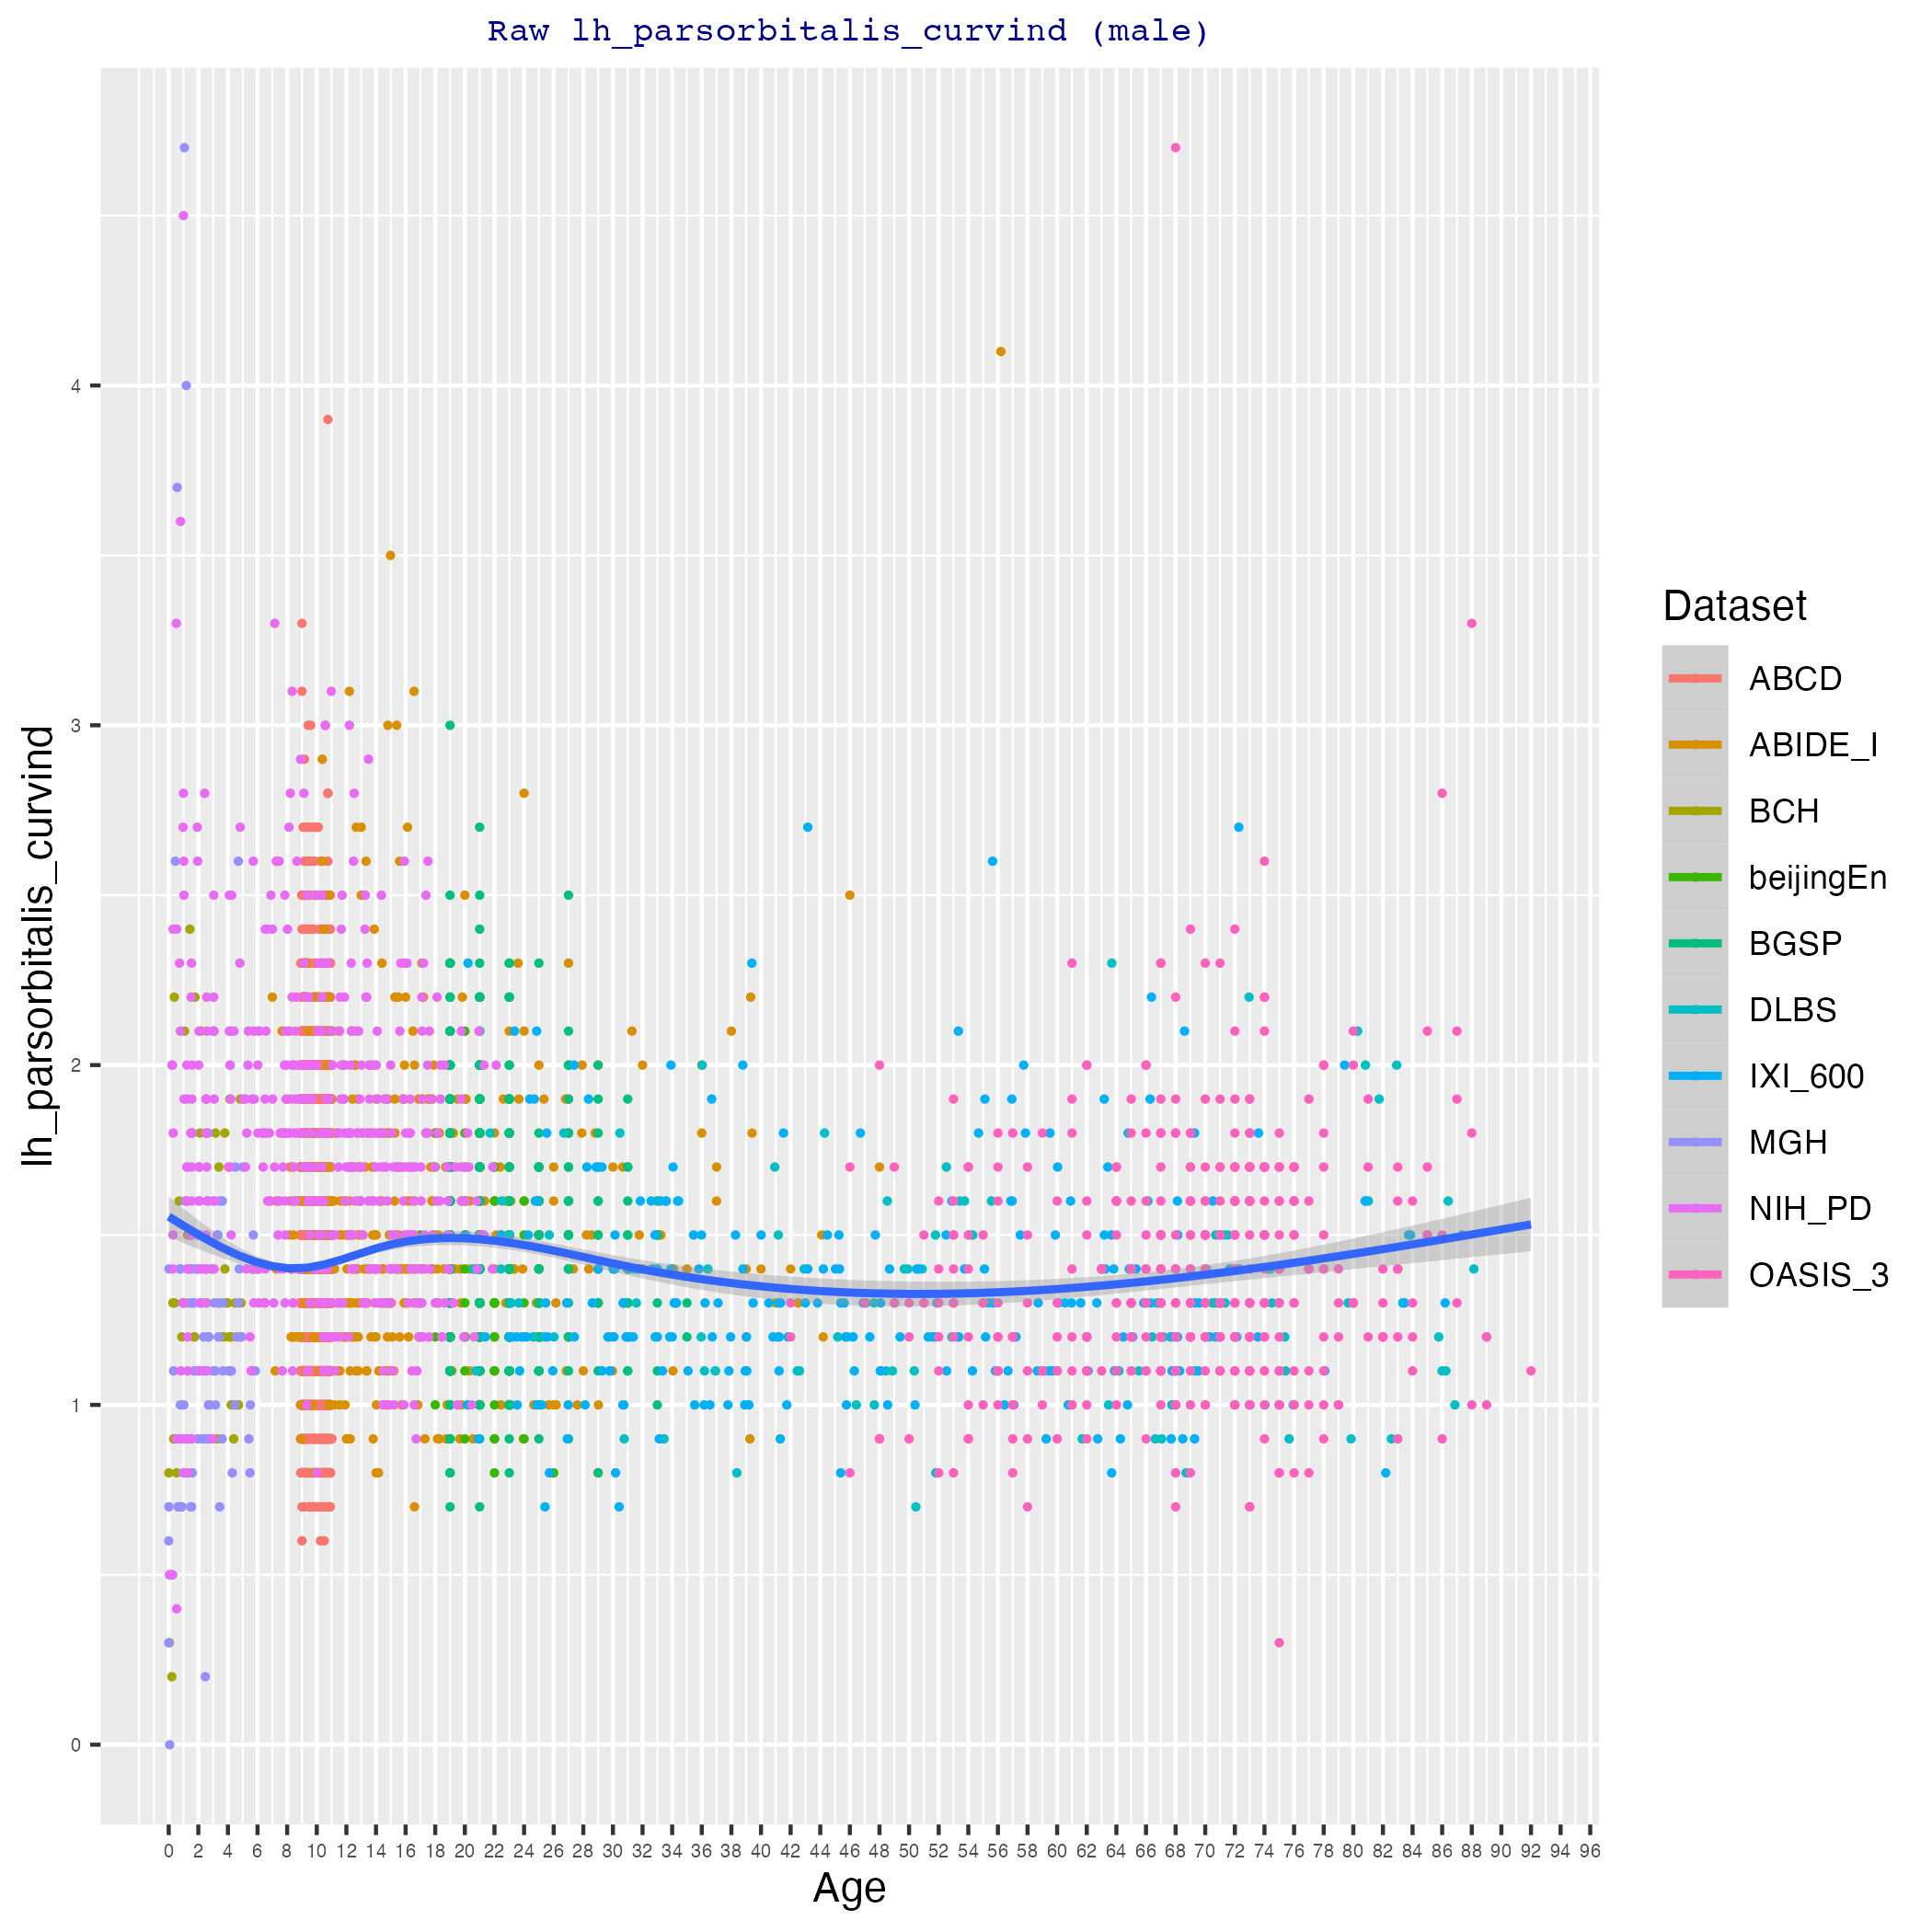 Raw lh_parsorbitalis_curvind (male)
lh_parsorbitalis_curvind
4
3
2
1
0
0 2 4 6 8 10 12 14 16 18 20 22 24 26 28 30 32 34 36 38 40 42 44 46 48 50 52 54 56 58 60 62 64 66 68 70 72 74 76 78 80 82 84 86 88 90 92 94 96
Age
Dataset
ABCD
ABIDE_I
BCH
beijingEn
BGSP
DLBS
IXI_600
MGH
NIH_PD
OASIS_3